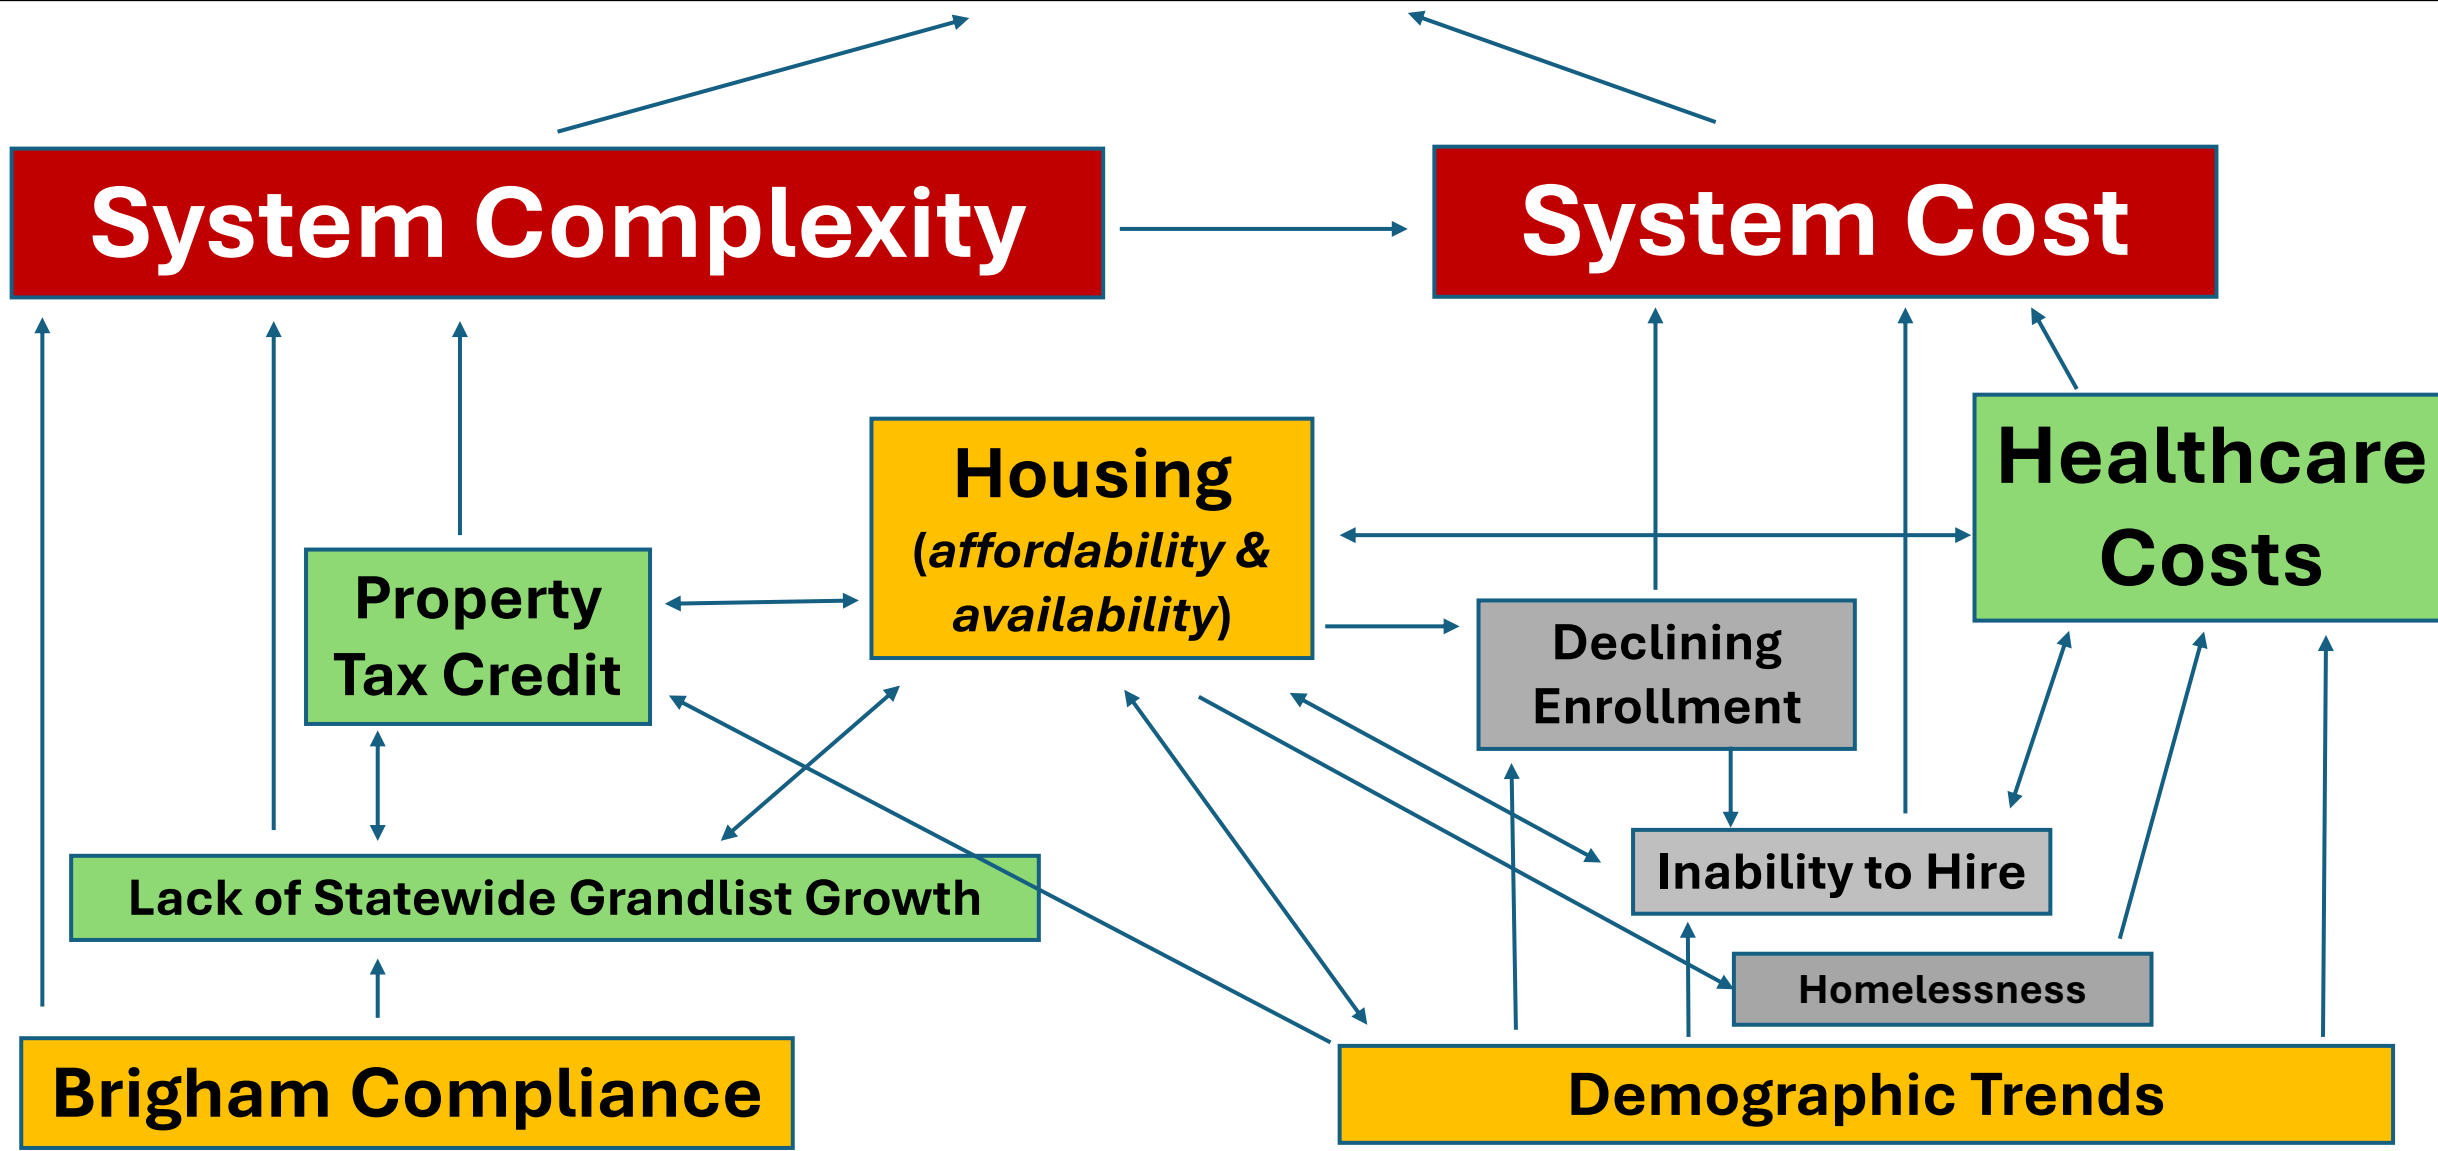 System Complexity
System Cost
Housing
(affordability &
availability)
Healthcare
Costs
Property
Tax Credit
Declining
Enrollment
Inability to Hire
Lack of Statewide Grandlist Growth
Homelessness
Brigham Compliance
Demographic Trends